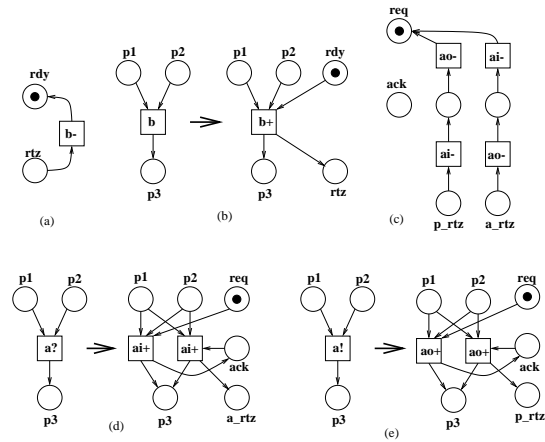 req
p1 p2 p1 p2 rdy
rdy
ao- ai-
ack
b-
b b+
rtz
ai- ao-
p3 p3 rtz
p_rtz a_rtz
(a)
(b)
(c)
p1 p2 p1 p2 req p1 p2 p1 p2 req
a? ai+ ai+ a! ao+ ao+
ack ack
p3 p3 a_rtz p3 p3 p_rtz
(d) (e)